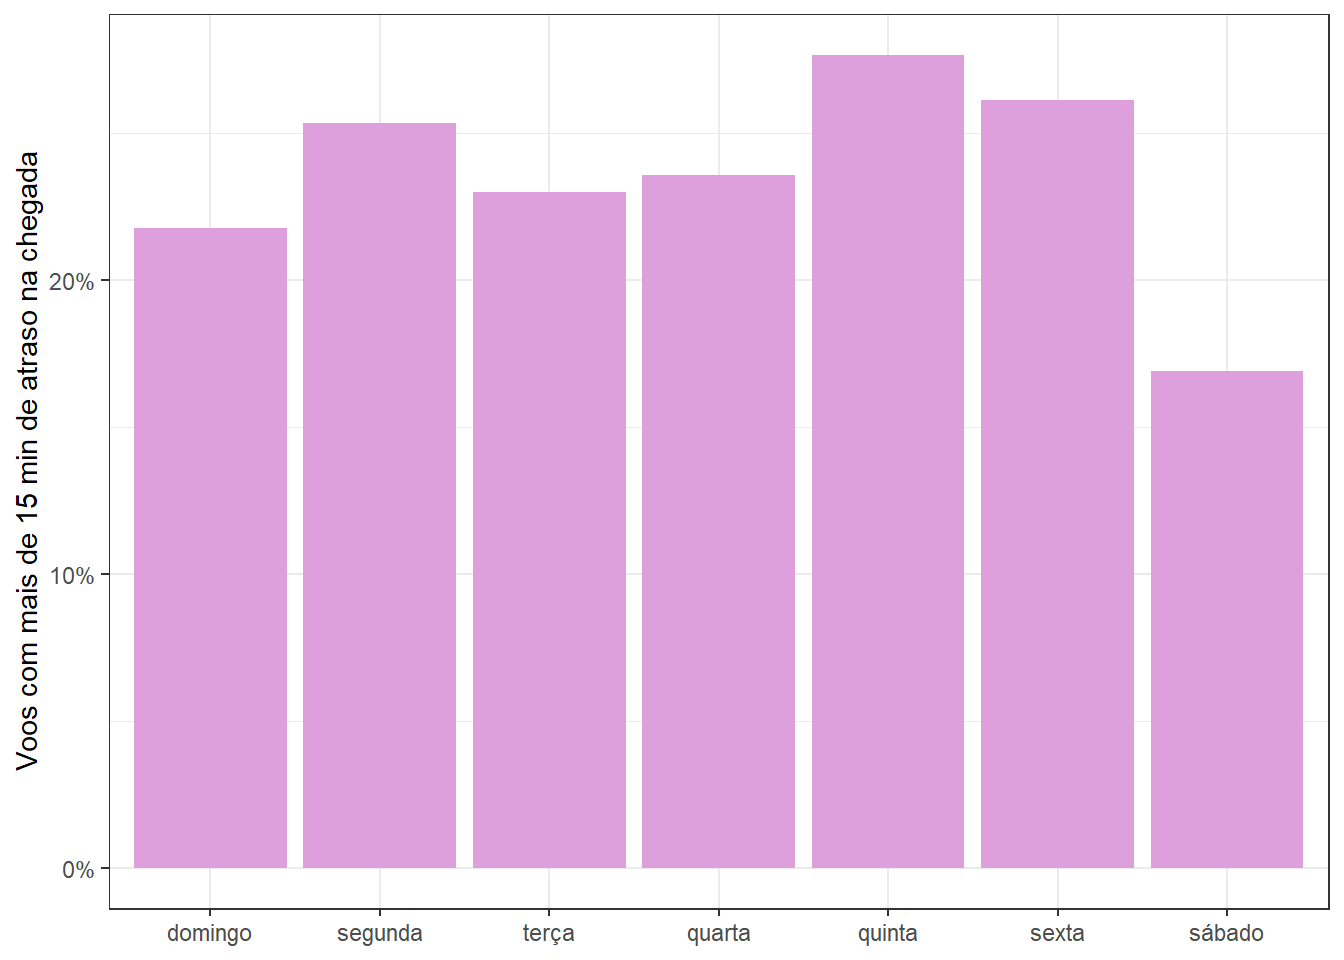 Voos com mais de 15 min de atraso na chegada
20%
10%
0%
domingo segunda terça quarta quinta sexta sábado